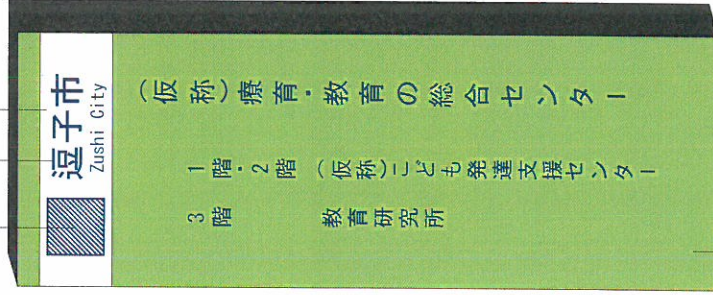 逗子市
Zushi City
（仮称）療育・教育の総合センター
1階・2階　（仮称）こども発達支援センター
3階　教育研究所